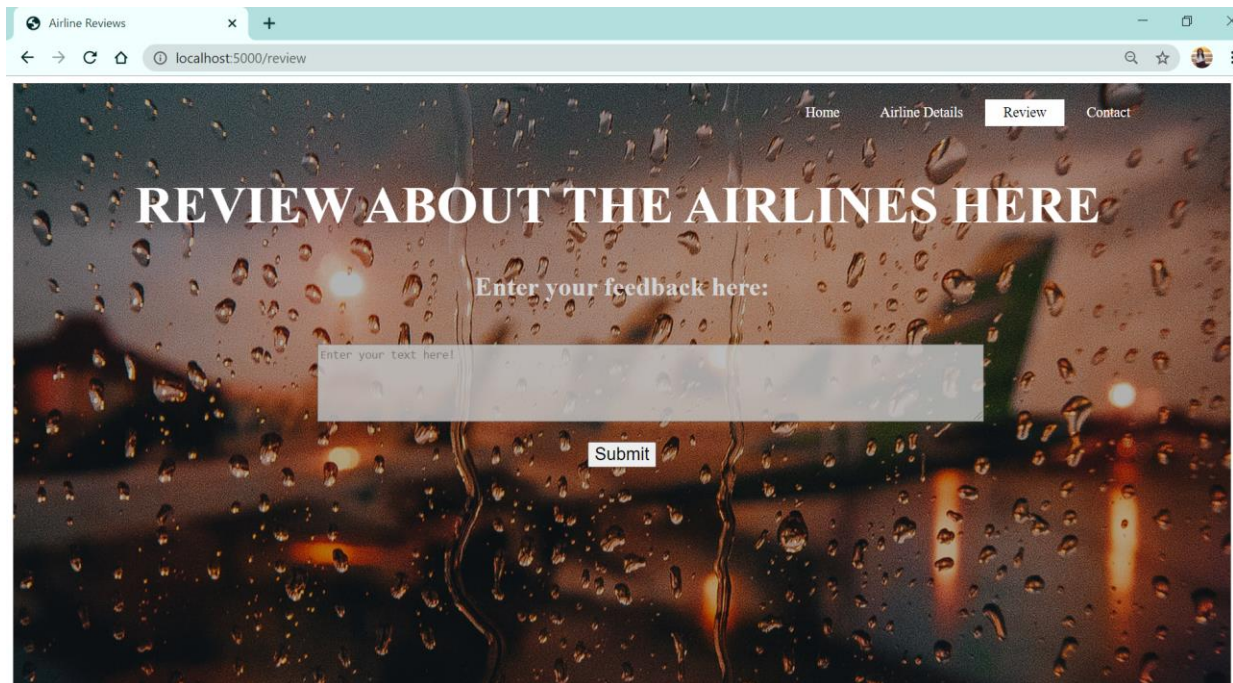 Airline Reviews
localhost:5000/review
Home Airline Details Review Contact
REVIEW ABOUT THE AIRLINES HERE
Enter your feedback here:
Enter your text here!
Submit